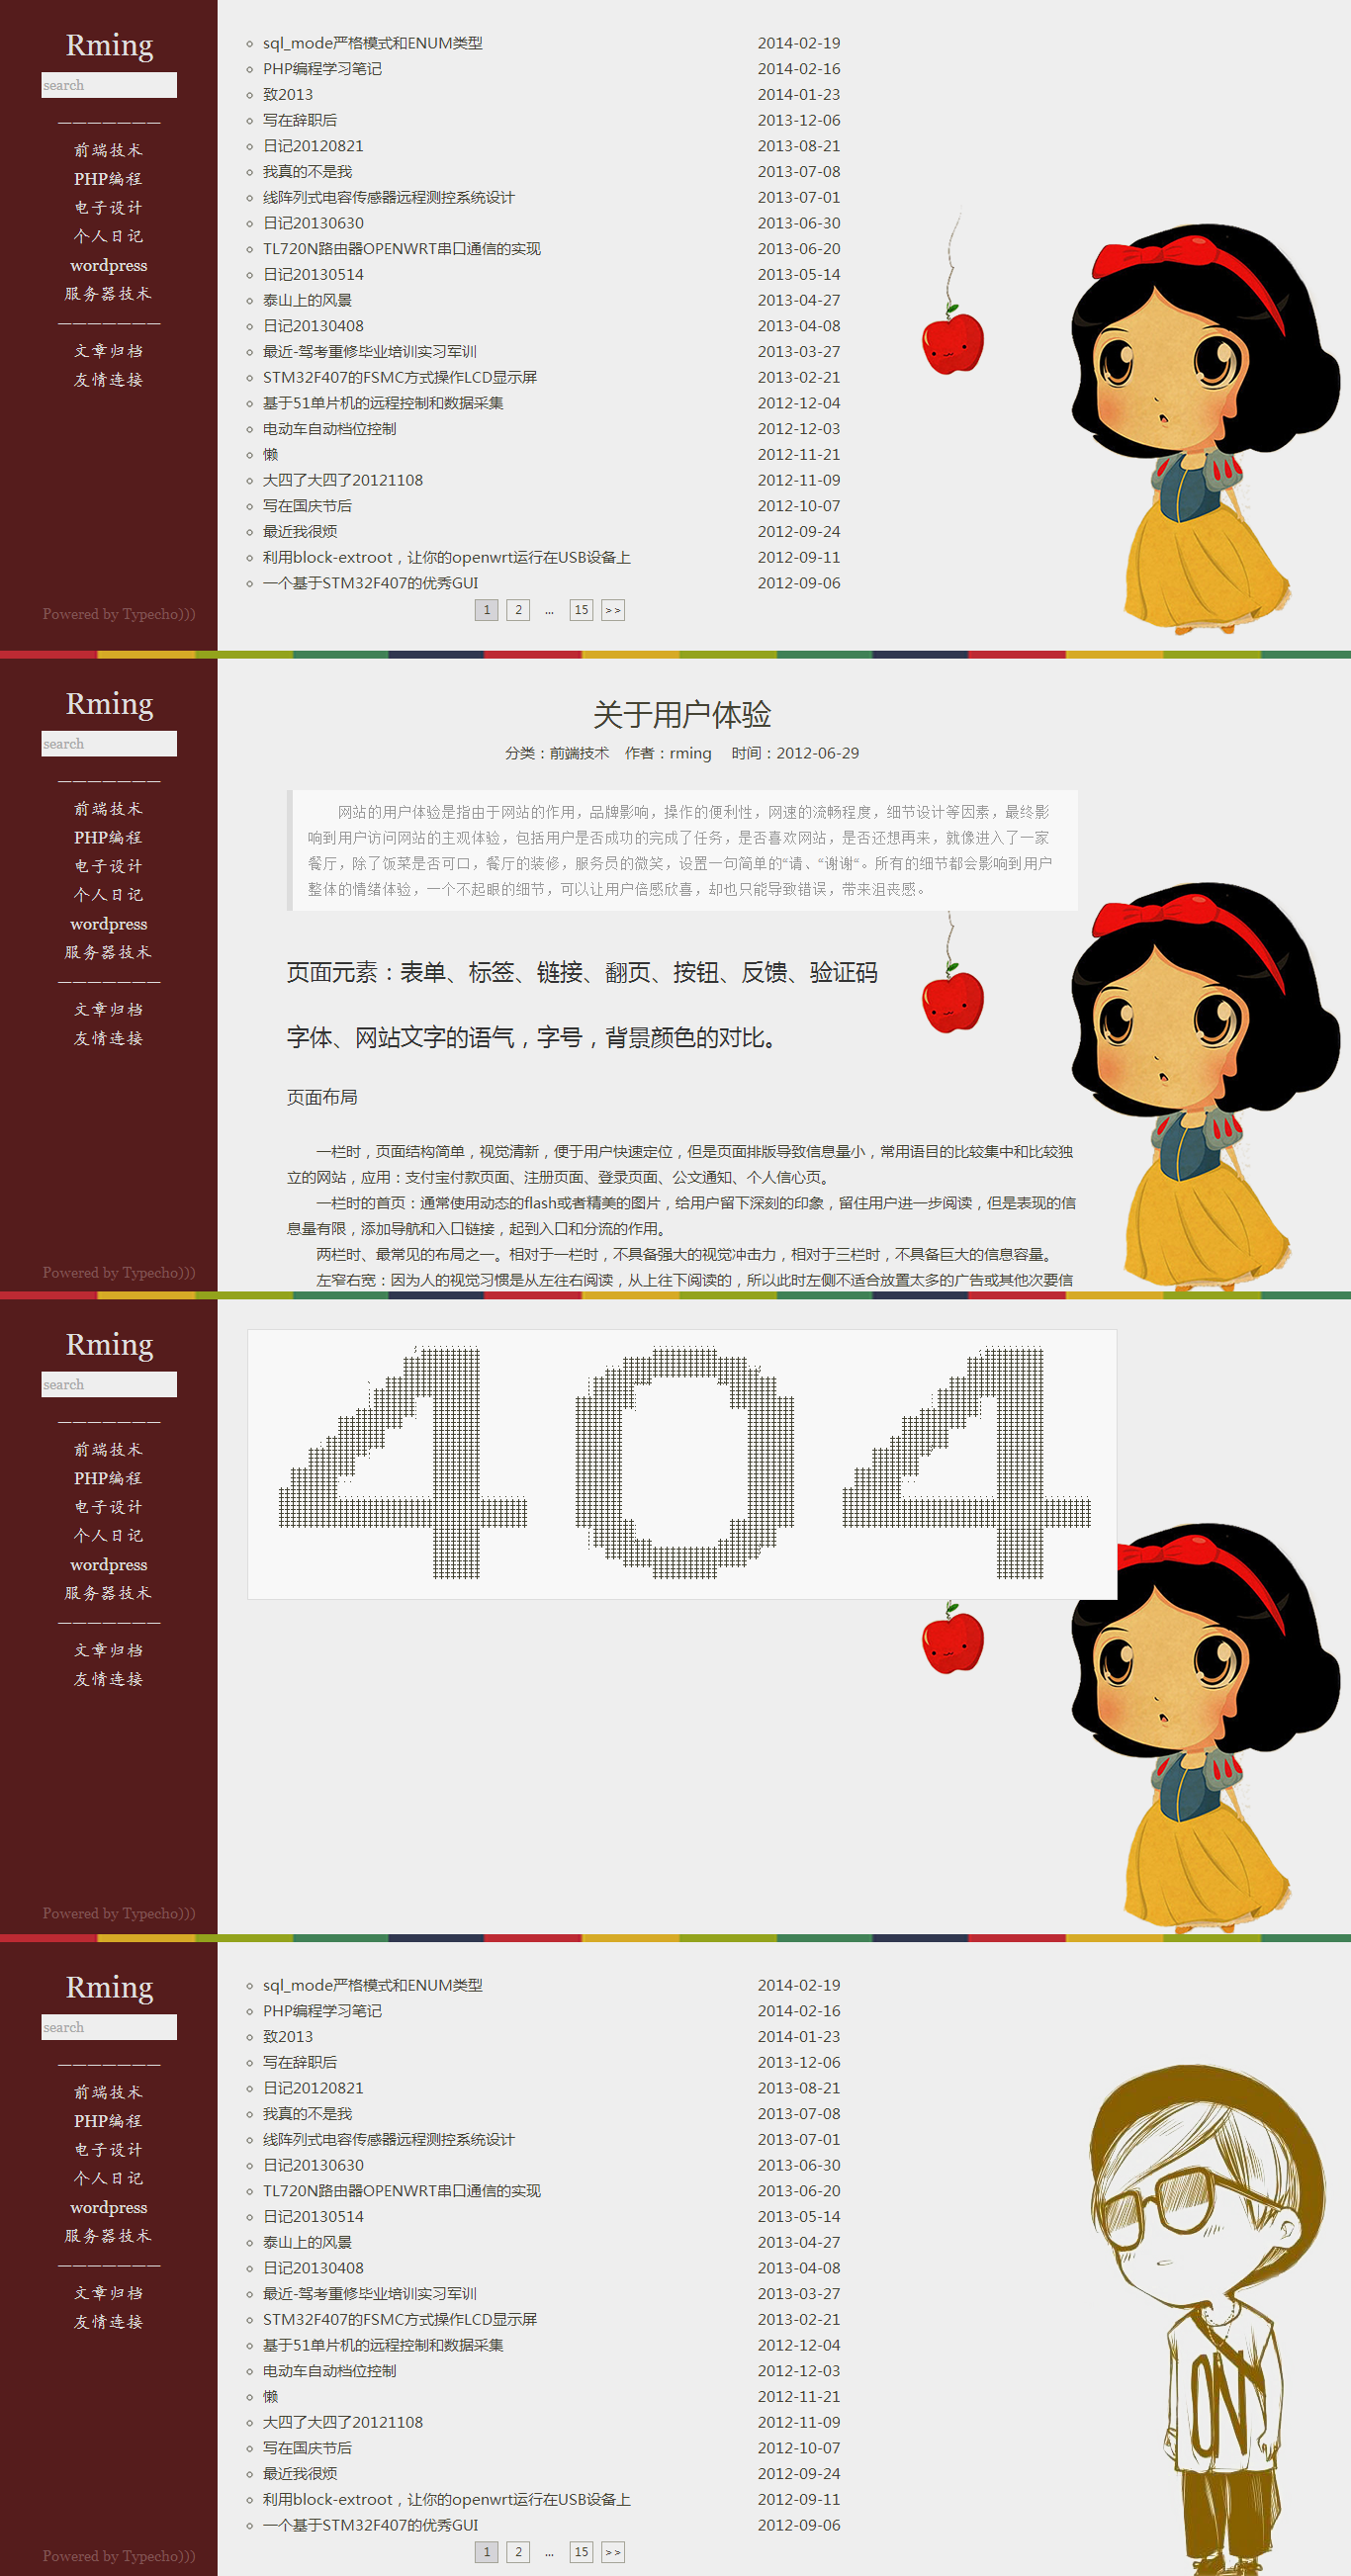 Rming
search
———————
前端技术
PHP编程
电子设计
个人日记
wordpress
服务器技术
———————
文章归档
友情连接
Powered by Typecho)))
sql_mode严格模式和ENUM类型 2014-02-19
PHP编程学习笔记 2014-02-16
致2013 2014-01-23
写在辞职后 2013-12-06
日记20120821 2013-08-21
我真的不是我 2013-07-08
线阵列式电容传感器远程测控系统设计 2013-07-01
日记20130630 2013-06-30
TL720N路由器OPENWRT串口通信的实现 2013-06-20
日记20130514 2013-05-14
泰山上的风景 2013-04-27
日记20130408 2013-04-08
最近-驾考重修毕业培训实习军训 2013-03-27
STM32F407的FSMC方式操作LCD显示屏 2013-02-21
基于51单片机的远程控制和数据采集 2012-12-04
电动车自动档位控制 2012-12-03
懒 2012-11-21
大四了大四了20121108 2012-11-09
写在国庆节后 2012-10-07
最近我很烦 2012-09-24
利用block-extroot，让你的openwrt运行在USB设备上 2012-09-11
一个基于STM32F407的优秀GUI 2012-09-06
1 2 ... 15 >>
Rming
search
———————
前端技术
PHP编程
电子设计
个人日记
wordpress
服务器技术
———————
文章归档
友情连接
Powered by Typecho)))
关于用户体验
分类：前端技术 作者：rming 时间：2012-06-29
网站的用户体验是指由于网站的作用，品牌影响，操作的便利性，网速的流畅程度，细节设计等因素，最终影
响到用户访问网站的主观体验，包括用户是否成功的完成了任务，是否喜欢网站，是否还想再来，就像进入了一家
餐厅，除了饭菜是否可口，餐厅的装修，服务员的微笑，设置一句简单的“请、“谢谢“。所有的细节都会影响到用户
整体的情绪体验，一个不起眼的细节，可以让用户倍感欣喜，却也只能导致错误，带来沮丧感。
页面元素：表单、标签、链接、翻页、按钮、反馈、验证码
字体、网站文字的语气，字号，背景颜色的对比。
页面布局
一栏时，页面结构简单，视觉清新，便于用户快速定位，但是页面排版导致信息量小，常用语目的比较集中和比较独
立的网站，应用：支付宝付款页面、注册页面、登录页面、公文通知、个人信心页。
一栏时的首页：通常使用动态的flash或者精美的图片，给用户留下深刻的印象，留住用户进一步阅读，但是表现的信
息量有限，添加导航和入口链接，起到入口和分流的作用。
两栏时、最常见的布局之一。相对于一栏时，不具备强大的视觉冲击力，相对于三栏时，不具备巨大的信息容量。
左窄右宽：因为人的视觉习惯是从左往右阅读，从上往下阅读的，所以此时左侧不适合放置太多的广告或其他次要信
Rming
search
———————
前端技术
PHP编程
电子设计
个人日记
wordpress
服务器技术
———————
文章归档
友情连接
Powered by Typecho)))
404
Rming
search
———————
前端技术
PHP编程
电子设计
个人日记
wordpress
服务器技术
———————
文章归档
友情连接
Powered by Typecho)))
sql_mode严格模式和ENUM类型 2014-02-19
PHP编程学习笔记 2014-02-16
致2013 2014-01-23
写在辞职后 2013-12-06
日记20120821 2013-08-21
我真的不是我 2013-07-08
线阵列式电容传感器远程测控系统设计 2013-07-01
日记20130630 2013-06-30
TL720N路由器OPENWRT串口通信的实现 2013-06-20
日记20130514 2013-05-14
泰山上的风景 2013-04-27
日记20130408 2013-04-08
最近-驾考重修毕业培训实习军训 2013-03-27
STM32F407的FSMC方式操作LCD显示屏 2013-02-21
基于51单片机的远程控制和数据采集 2012-12-04
电动车自动档位控制 2012-12-03
懒 2012-11-21
大四了大四了20121108 2012-11-09
写在国庆节后 2012-10-07
最近我很烦 2012-09-24
利用block-extroot，让你的openwrt运行在USB设备上 2012-09-11
一个基于STM32F407的优秀GUI 2012-09-06
1 2 ... 15 >>
ON